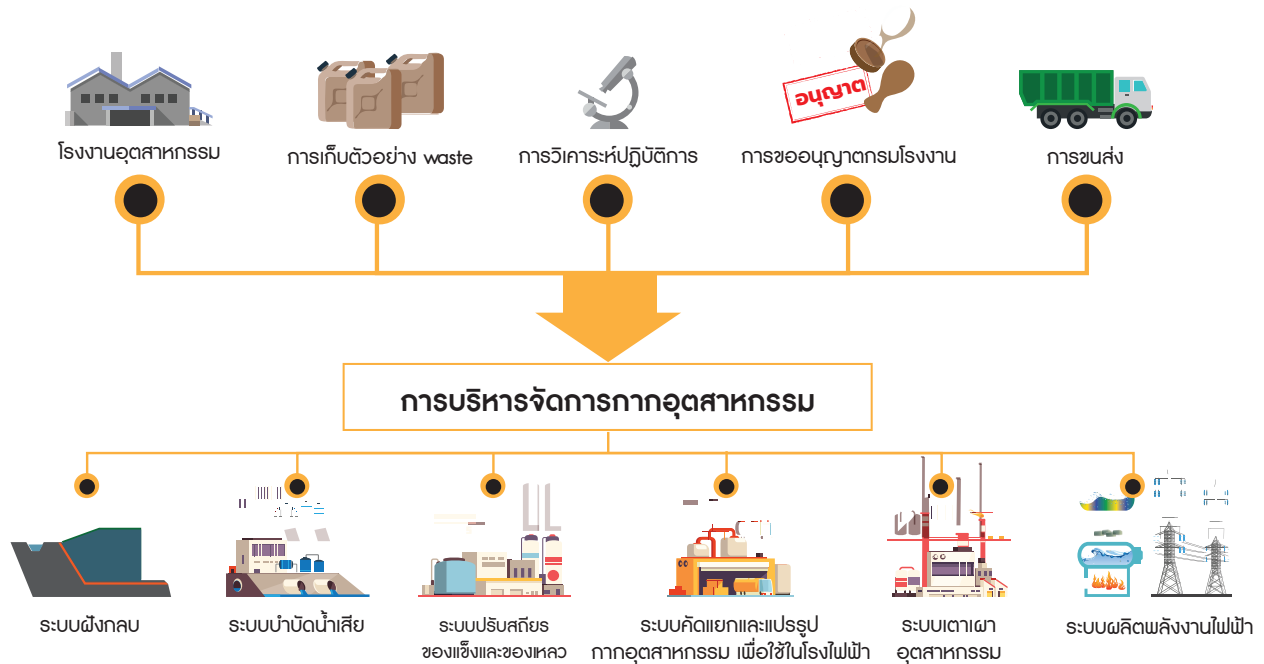 อนุญาต
โรงงานอุตสาหกรรม
การเก็บตัวอย่าง waste
การวิเคาระห์ปฏิบัติการ
การขออนุญาตกรมโรงงาน
การขนส่ง
การบริหารจัดการกากอุตสาหกรรม
ระบบฝังกลบ
ระบบบำบัดน้ำเสีย
ระบบปรับสถียร
ของแข็งและของเหลว
ระบบคัดแยกและแปรรูป
กากอุตสาหกรรม เพื่อใช้ในโรงไฟฟ้า
ระบบเตาเผา
อุตสาหกรรม
ระบบผลิตพลังงานไฟฟ้า